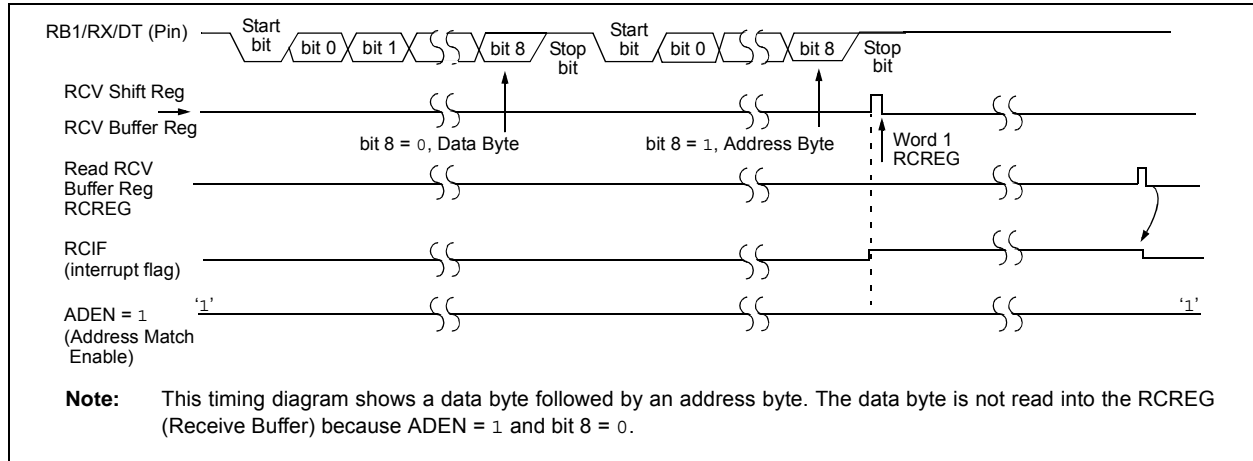 RB1/RX/DT (Pin)
Start
bit
bit 0
bit 1
bit 8
Stop
bit
Start
bit
bit 0
bit 8
Stop
bit
RCV Shift Reg
RCV Buffer Reg
bit 8 = 0, Data Byte
bit 8 = 1, Address Byte
Word 1
RCREG
Read RCV
Buffer Reg
RCREG
RCIF
(interrupt flag)
ADEN = 1
(Address Match
Enable)
‘1’
‘1’
Note: This timing diagram shows a data byte followed by an address byte. The data byte is not read into the RCREG
(Receive Buffer) because ADEN = 1 and bit 8 = 0.